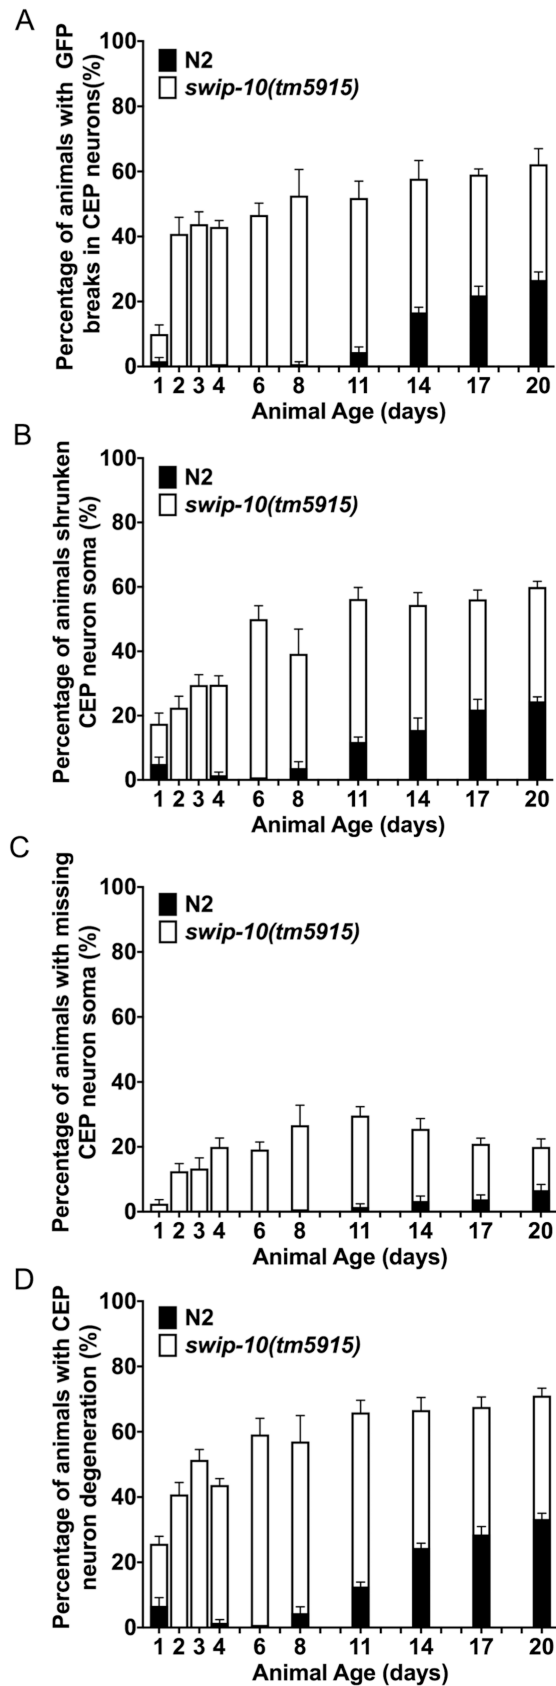 A
Percentage of animals with GFP
breaks in CEP neurons(%)
100
80
60
40
20
0
N2
swip-10(tm5915)
1 2 3 4 6 8 11 14 17 20
Animal Age (days)
B
Percentage of animals shrunken
CEP neuron soma (%)
100
80
60
40
20
0
N2
swip-10(tm5915)
1 2 3 4 6 8 11 14 17 20
Animal Age (days)
C
Percentage of animals with missing
CEP neuron soma (%)
100
80
60
40
20
0
N2
swip-10(tm5915)
1 2 3 4 6 8 11 14 17 20
Animal Age (days)
D
Percentage of animals with CEP
neuron degeneration (%)
100
80
60
40
20
0
N2
swip-10(tm5915)
1 2 3 4 6 8 11 14 17 20
Animal Age (days)